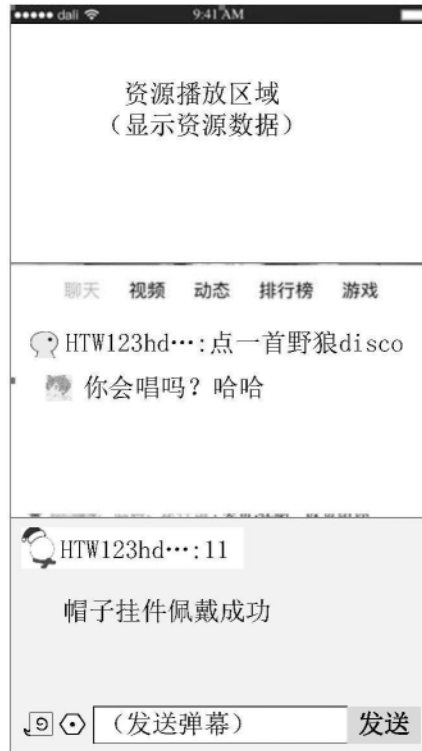 dali 9:41 AM
资源播放区域
（显示资源数据）
聊天 视频 动态 排行榜 游戏
HTW123hd…:点一首野狼disco
你会唱吗？哈哈
HTW123hd…:11
帽子挂件佩戴成功
（发送弹幕） 发送